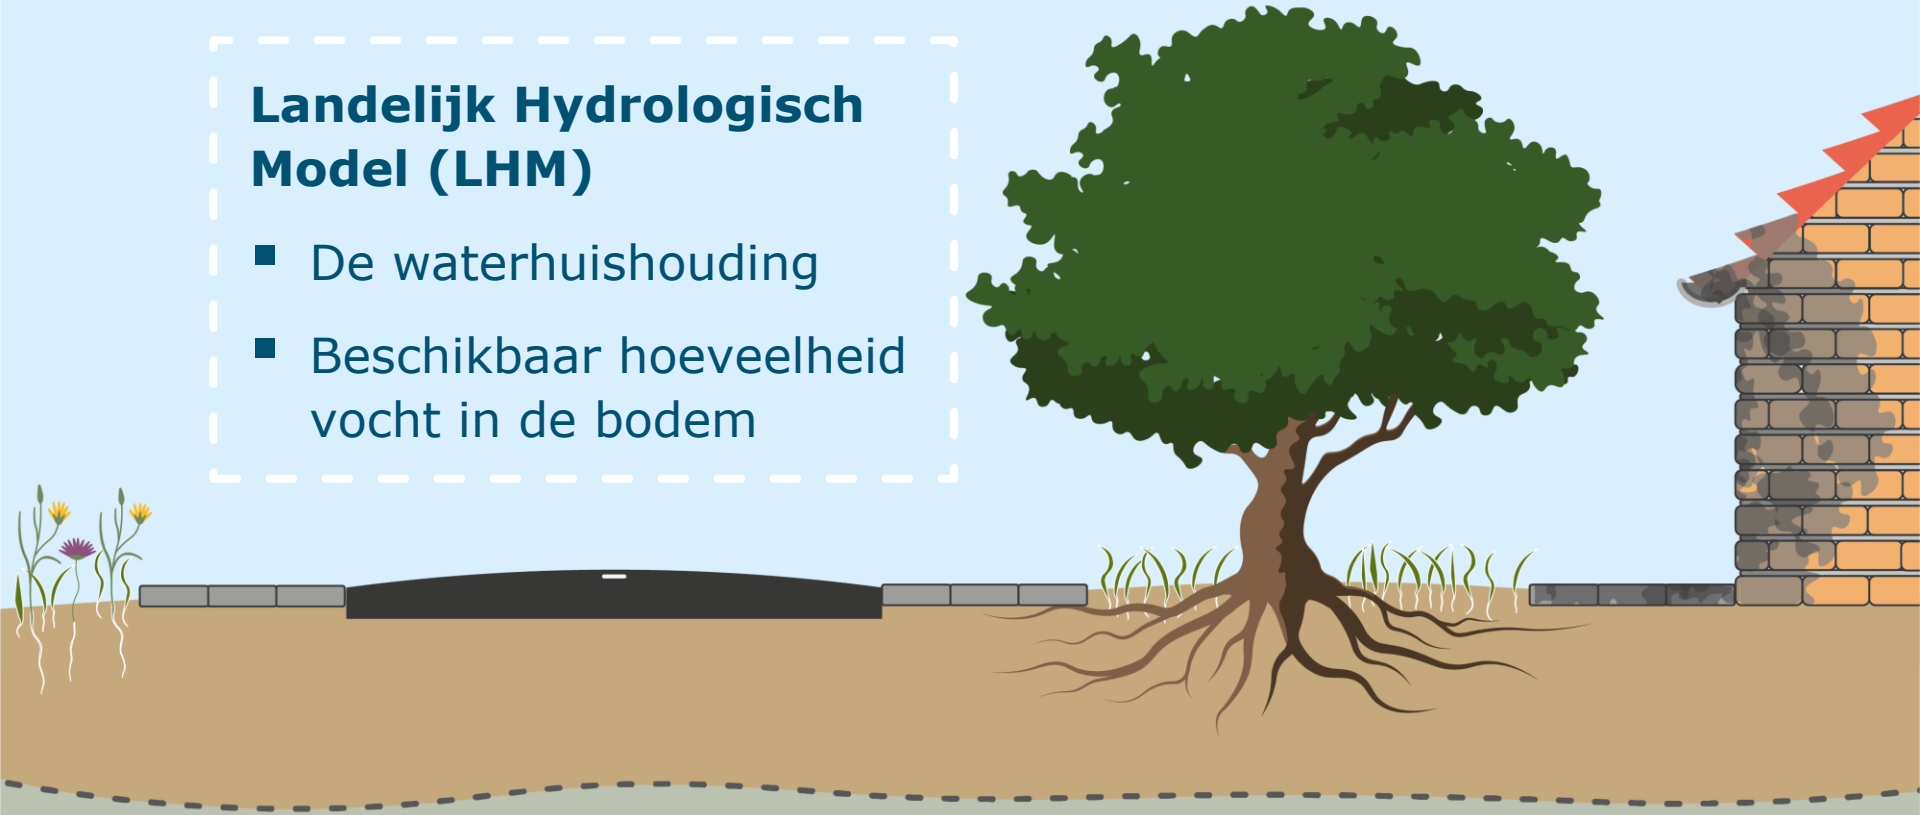 Landelijk Hydrologisch
Model (LHM)
▪ De waterhuishouding
▪ Beschikbaar hoeveelheid
vocht in de bodem